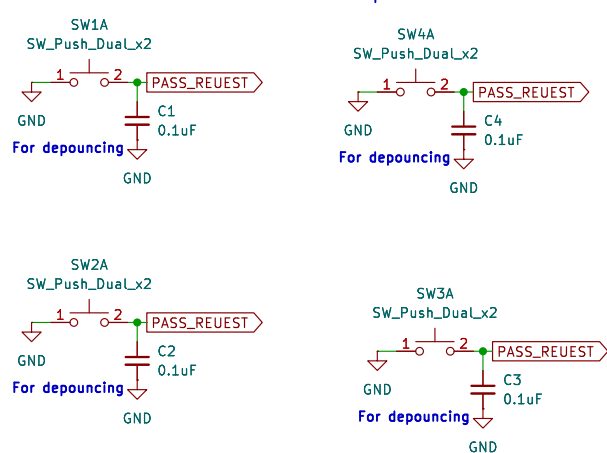 SW1A
SW_Push_Dual_x2
1 2 PASS_REUEST
GND
C1
0.1uF
For depouncing
GND
SW4A
SW_Push_Dual_x2
1 2 PASS_REUEST
GND
C4
0.1uF
For depouncing
GND
SW2A
SW_Push_Dual_x2
1 2 PASS_REUEST
GND
C2
0.1uF
For depouncing
GND
SW3A
SW_Push_Dual_x2
1 2 PASS_REUEST
GND
C3
0.1uF
For depouncing
GND